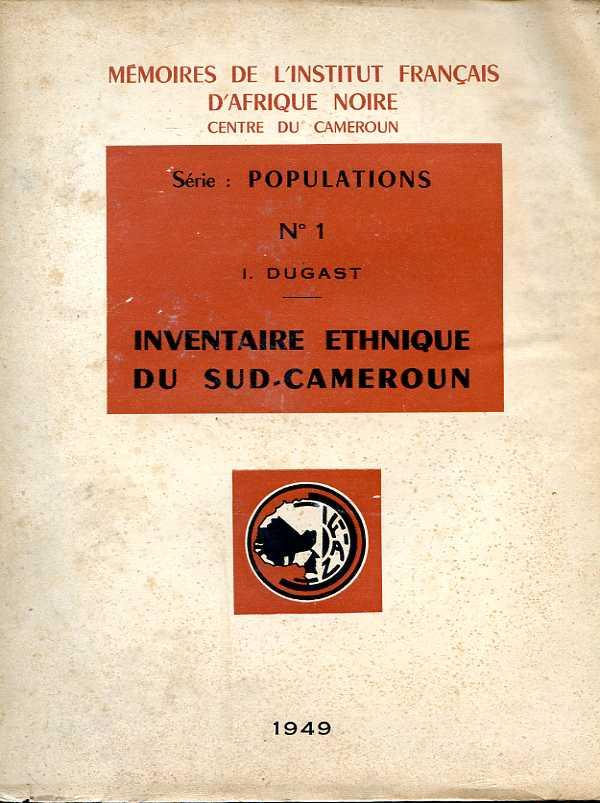 MÉMOIRES DE L'INSTITUT FRANÇAIS
D'AFRIQUE NOIRE
CENTRE DU CAMEROUN
Série : POPULATIONS
N° 1
I. DUGAST
INVENTAIRE ETHNIQUE
DU SUD-CAMEROUN
IFAN
1949